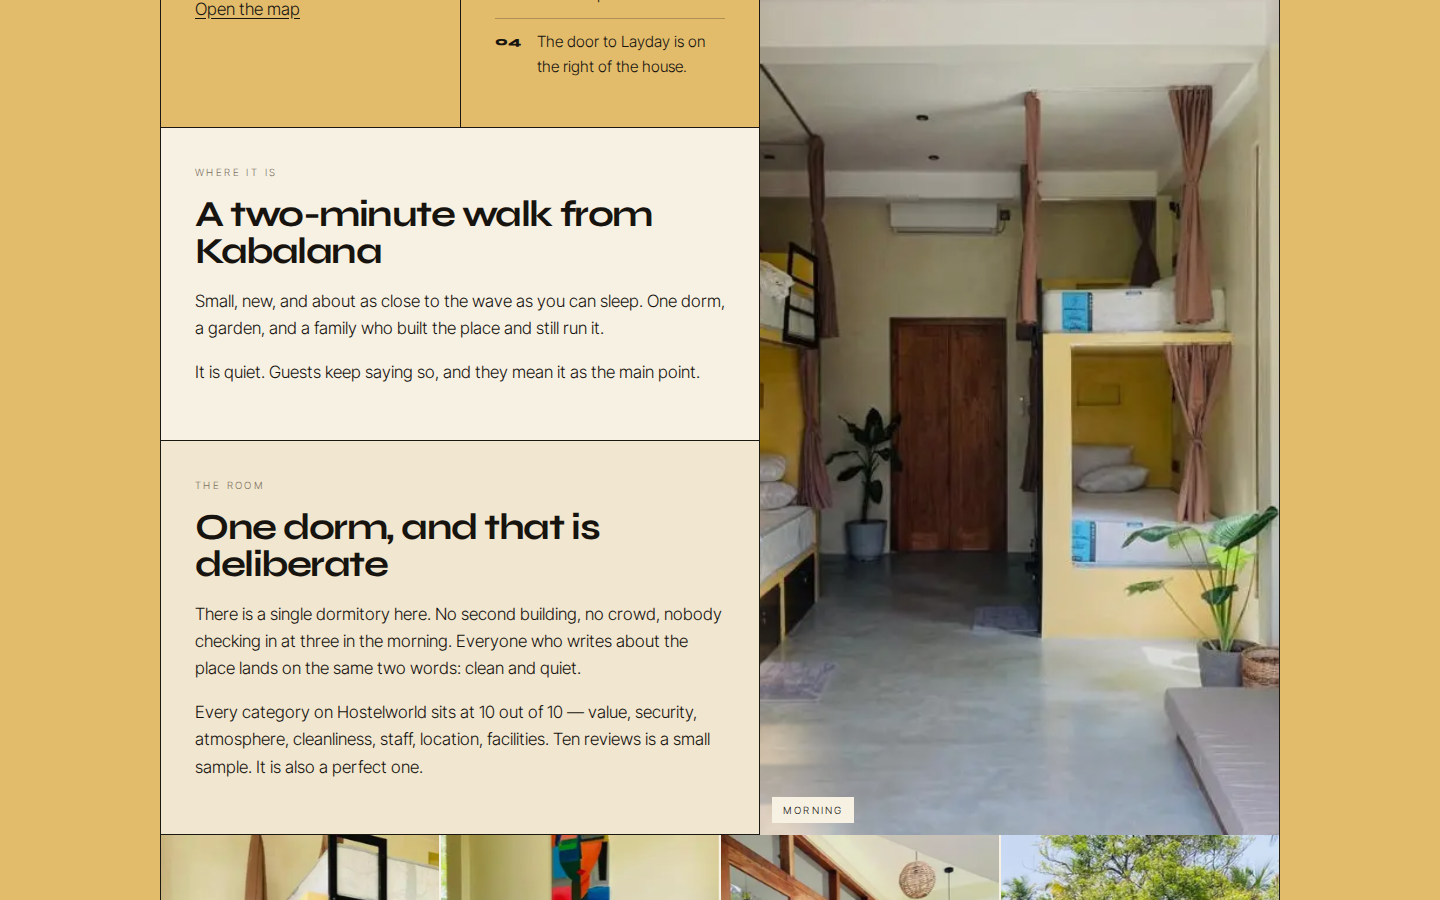 Open the map
04 The door to Layday is on
the right of the house.
WHERE IT IS
A two-minute walk from
Kabalana
Small, new, and about as close to the wave as you can sleep. One dorm,
a garden, and a family who built the place and still run it.
It is quiet. Guests keep saying so, and they mean it as the main point.
THE ROOM
One dorm, and that is
deliberate
There is a single dormitory here. No second building, no crowd, nobody
checking in at three in the morning. Everyone who writes about the
place lands on the same two words: clean and quiet.
Every category on Hostelworld sits at 10 out of 10 — value, security,
atmosphere, cleanliness, staff, location, facilities. Ten reviews is a small
sample. It is also a perfect one.
MORNING